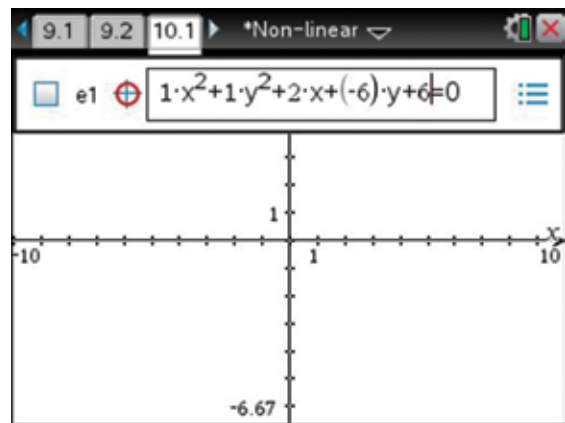 9.1 9.2 10.1 *Non-linear
e1 1·x²+1·y²+2·x+(-6)·y+6=0
1
x
-10 1 10
-6.67